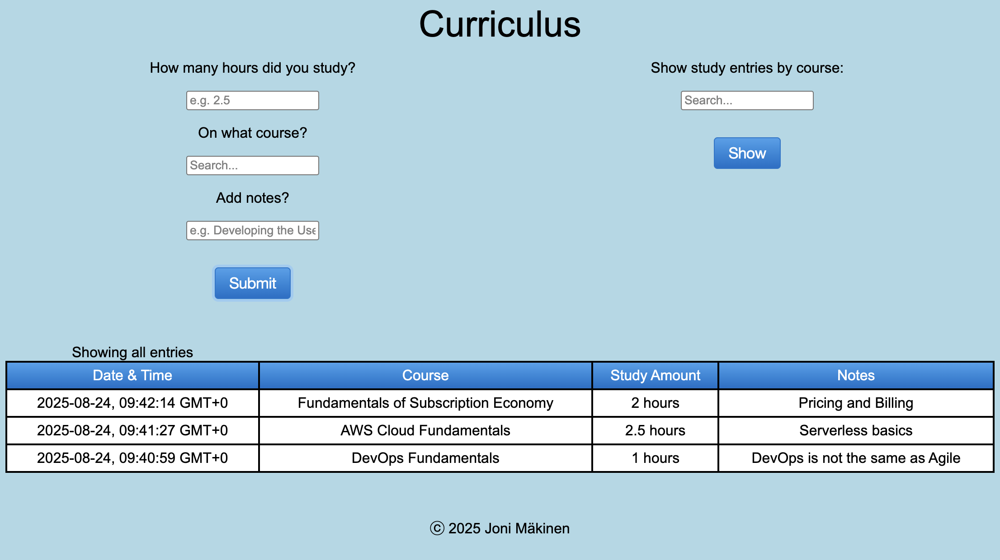 Curriculus
How many hours did you study?
e.g. 2.5
On what course?
Search...
Add notes?
e.g. Developing the Use
Submit
Show study entries by course:
Search...
Show
Showing all entries
Date & Time Course Study Amount Notes
2025-08-24, 09:42:14 GMT+0 Fundamentals of Subscription Economy 2 hours Pricing and Billing
2025-08-24, 09:41:27 GMT+0 AWS Cloud Fundamentals 2.5 hours Serverless basics
2025-08-24, 09:40:59 GMT+0 DevOps Fundamentals 1 hours DevOps is not the same as Agile
ⓒ 2025 Joni Mäkinen